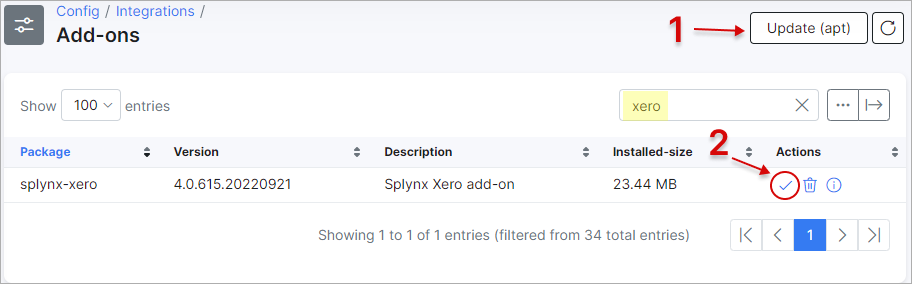 Config / Integrations /
Add-ons
1
Update (apt)
Show 100 entries
xero
2
Package Version Description Installed-size Actions
splynx-xero 4.0.615.20220921 Splynx Xero add-on 23.44 MB
Showing 1 to 1 of 1 entries (filtered from 34 total entries)
1